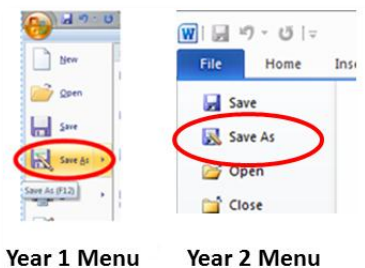 New
Open
Save
Save As
Save As (F12)
W
File Home Inse
Save
Save As
Open
Close
Year 1 Menu Year 2 Menu